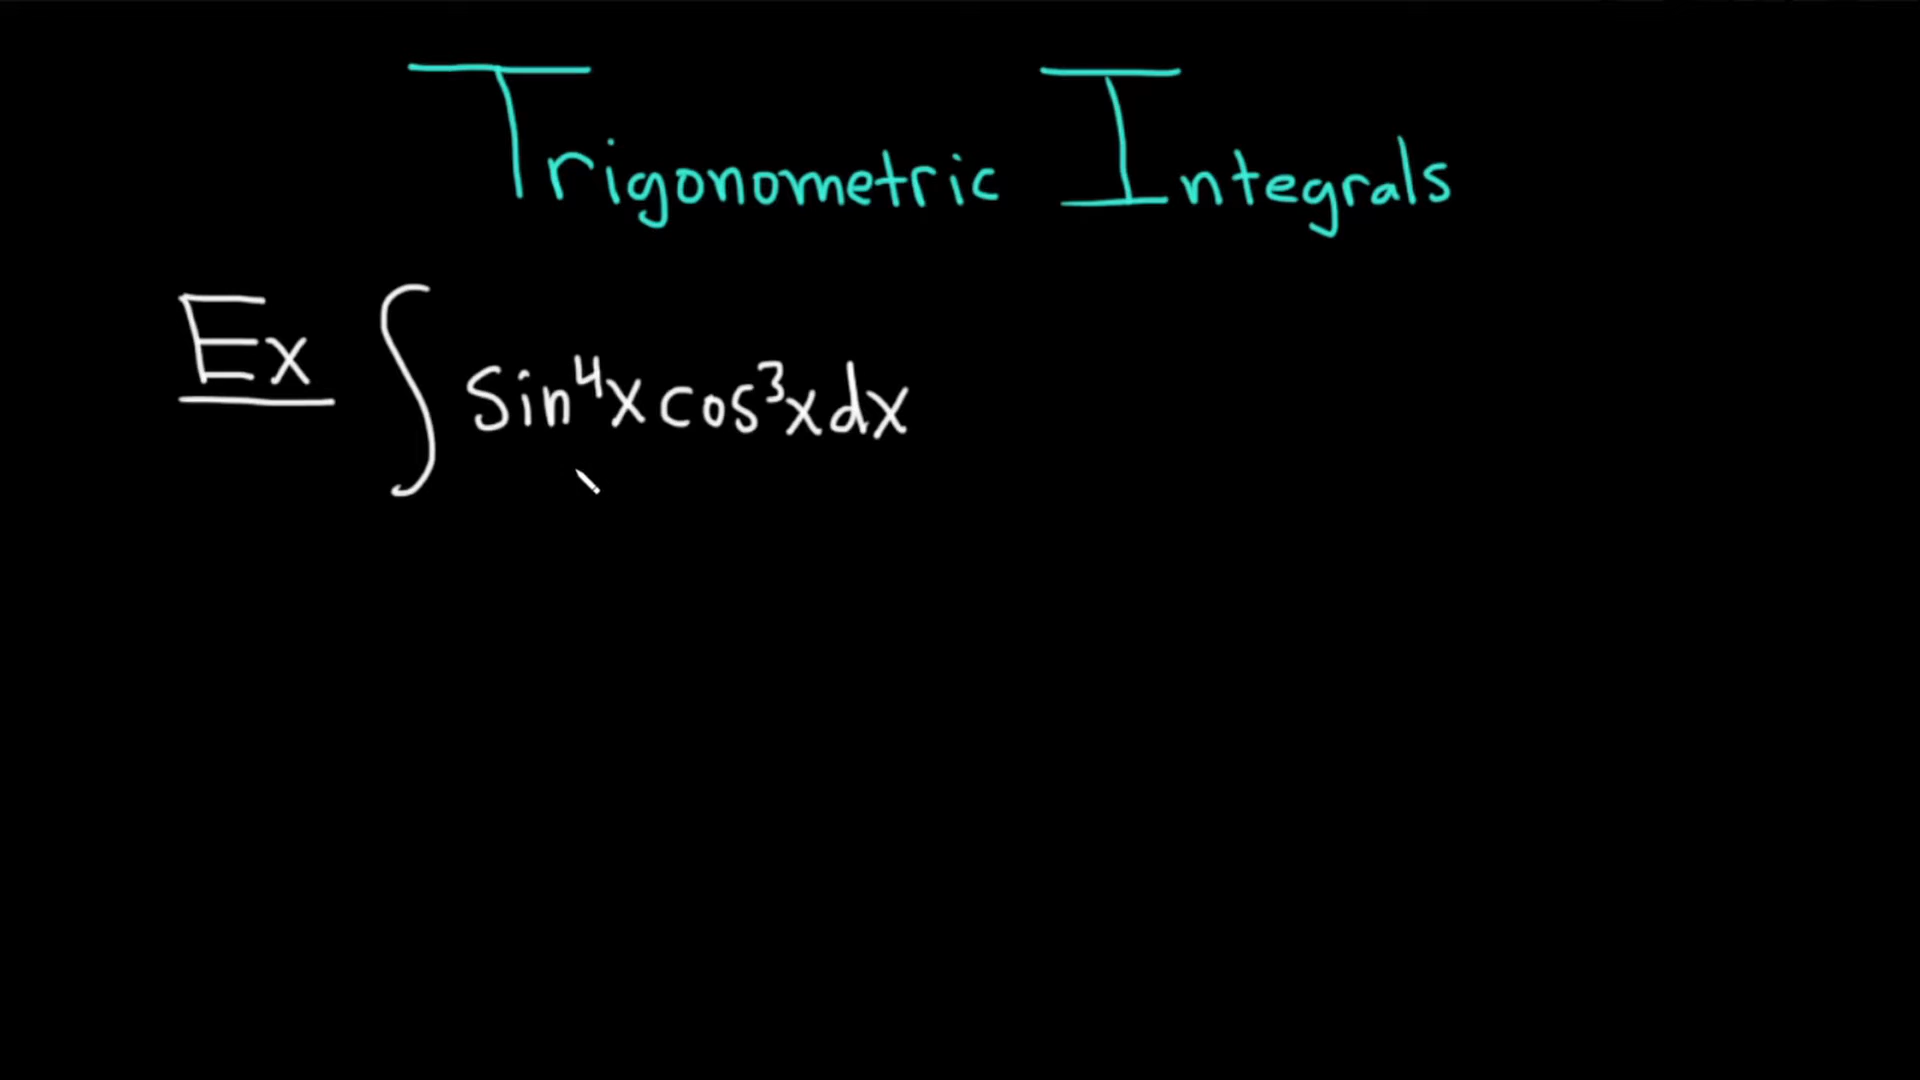 Trigonometric Integrals
Ex ∫ sin⁴x cos³x dx